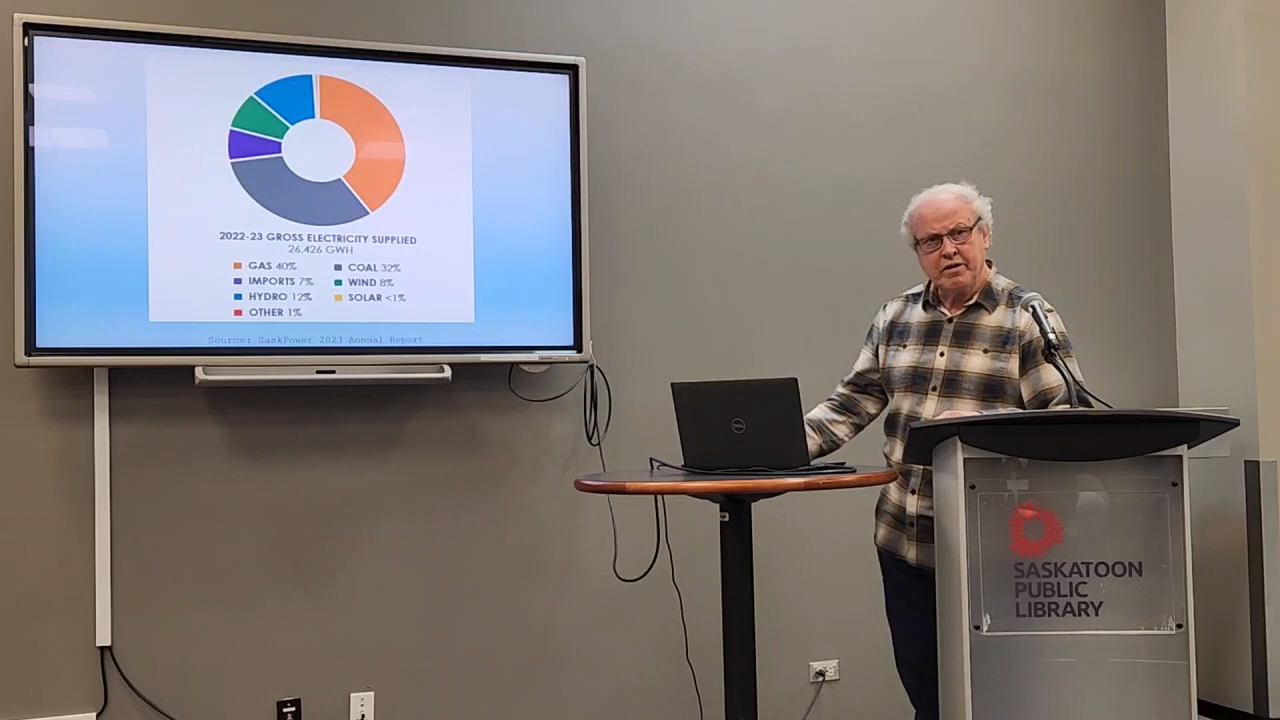 2022-23 GROSS ELECTRICITY SUPPLIED
26,426 GWH
GAS 40% COAL 32%
IMPORTS 7% WIND 8%
HYDRO 12% SOLAR <1%
OTHER 1%
Source: SaskPower 2023 Annual Report
DELL
SASKATOON
PUBLIC
LIBRARY